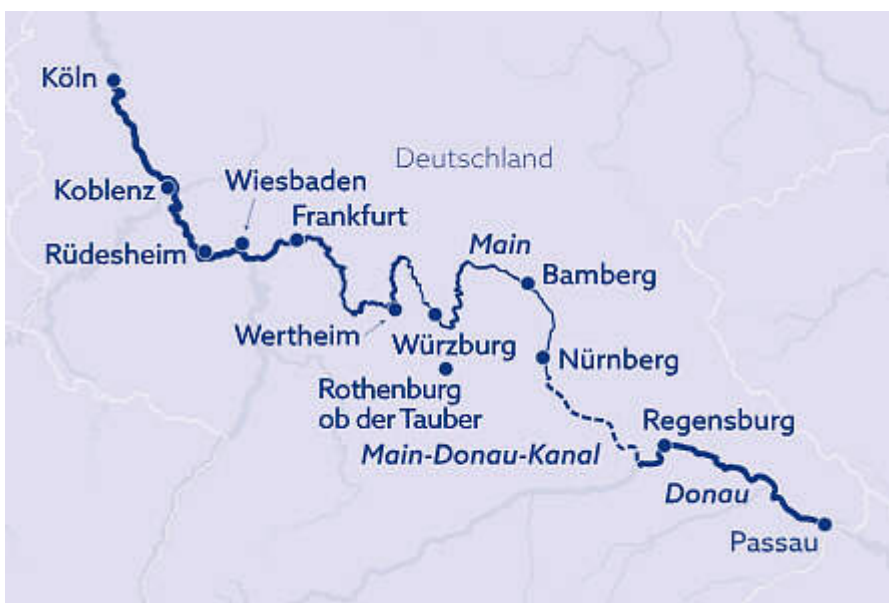 Köln
Deutschland
Koblenz
Wiesbaden
Frankfurt
Rüdesheim
Main
Bamberg
Wertheim
Würzburg
Nürnberg
Rothenburg
ob der Tauber
Regensburg
Main-Donau-Kanal
Donau
Passau